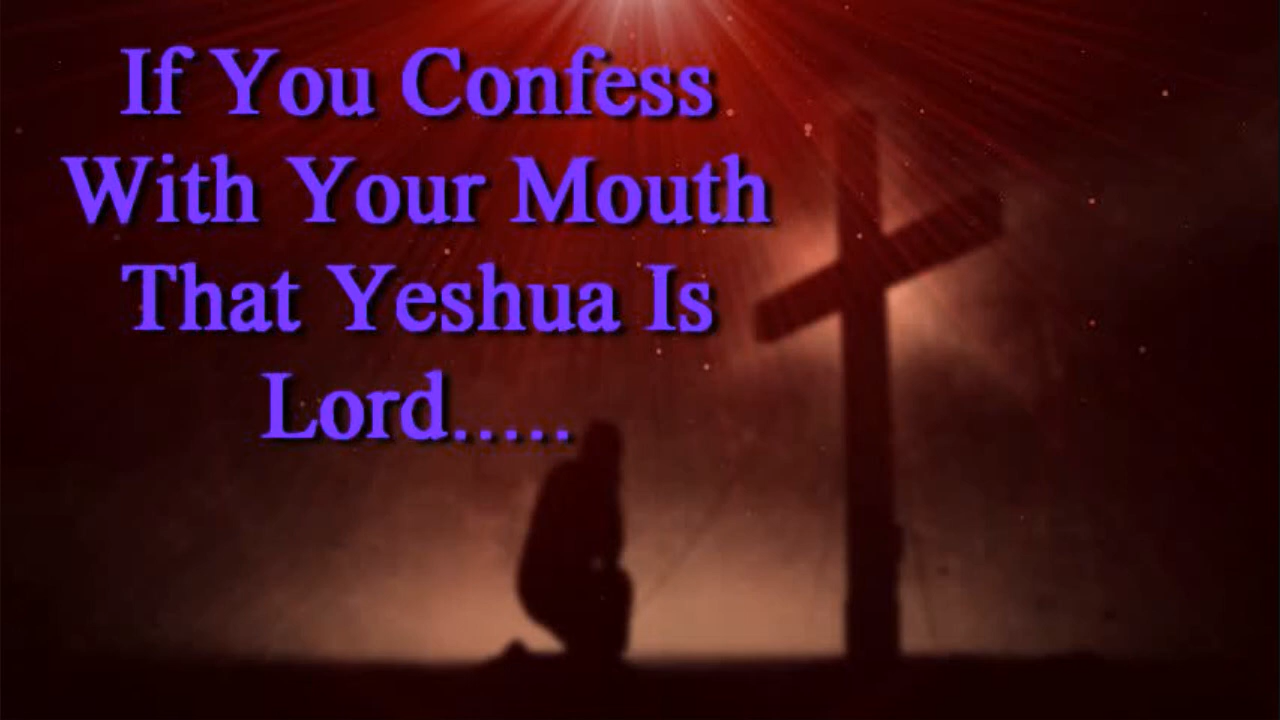 If You Confess
With Your Mouth
That Yeshua Is
Lord.....